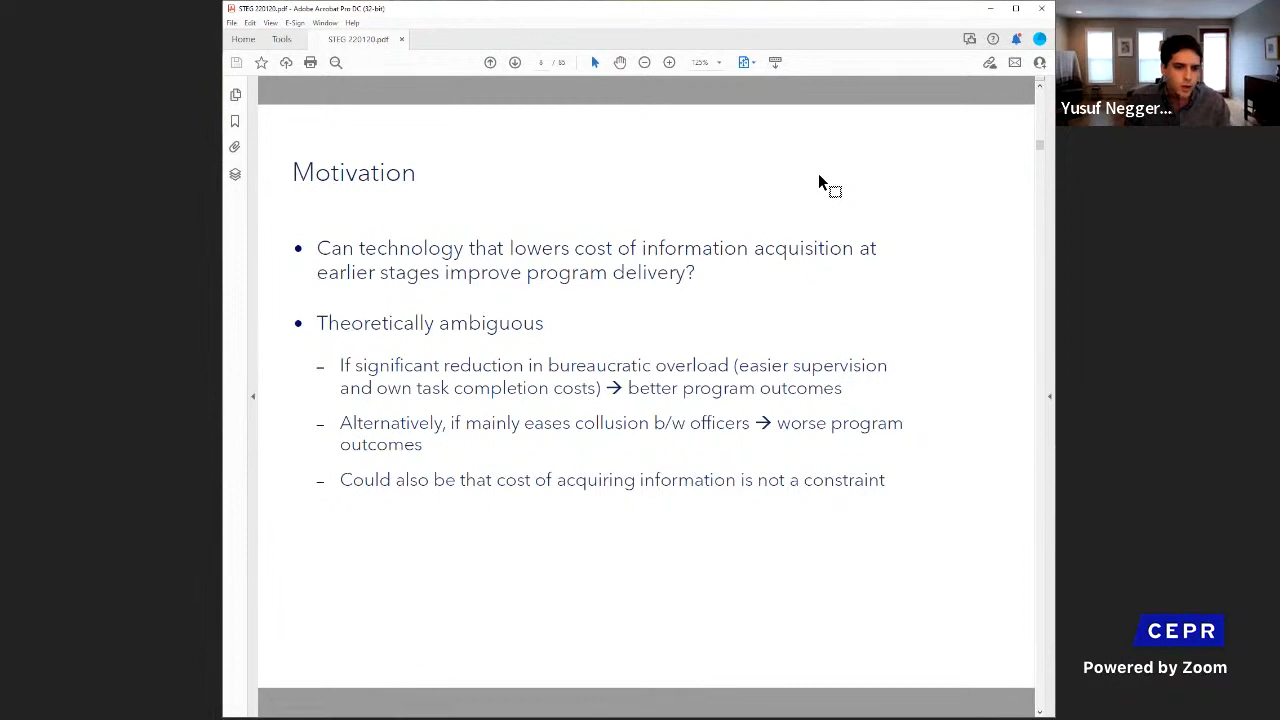 STEG 220120.pdf - Adobe Acrobat Pro DC (32-bit)
File Edit View E-Sign Window Help
Home Tools STEG 220120.pdf ×
8 / 85 125%
Yusuf Negger...
Motivation
• Can technology that lowers cost of information acquisition at
earlier stages improve program delivery?
• Theoretically ambiguous
– If significant reduction in bureaucratic overload (easier supervision
and own task completion costs) → better program outcomes
– Alternatively, if mainly eases collusion b/w officers → worse program
outcomes
– Could also be that cost of acquiring information is not a constraint
CEPR
Powered by Zoom